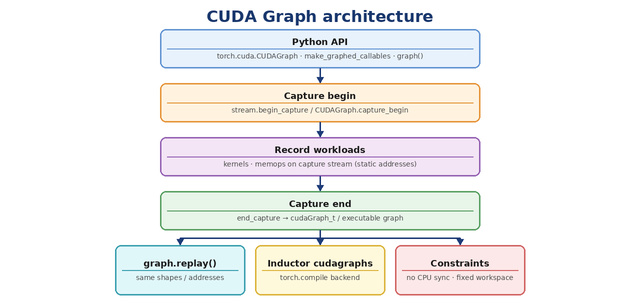 CUDA Graph architecture
Python API
torch.cuda.CUDAGraph · make_graphed_callables · graph()
Capture begin
stream.begin_capture / CUDAGraph.capture_begin
Record workloads
kernels · memops on capture stream (static addresses)
Capture end
end_capture → cudaGraph_t / executable graph
graph.replay()
same shapes / addresses
Inductor cudagraphs
torch.compile backend
Constraints
no CPU sync · fixed workspace